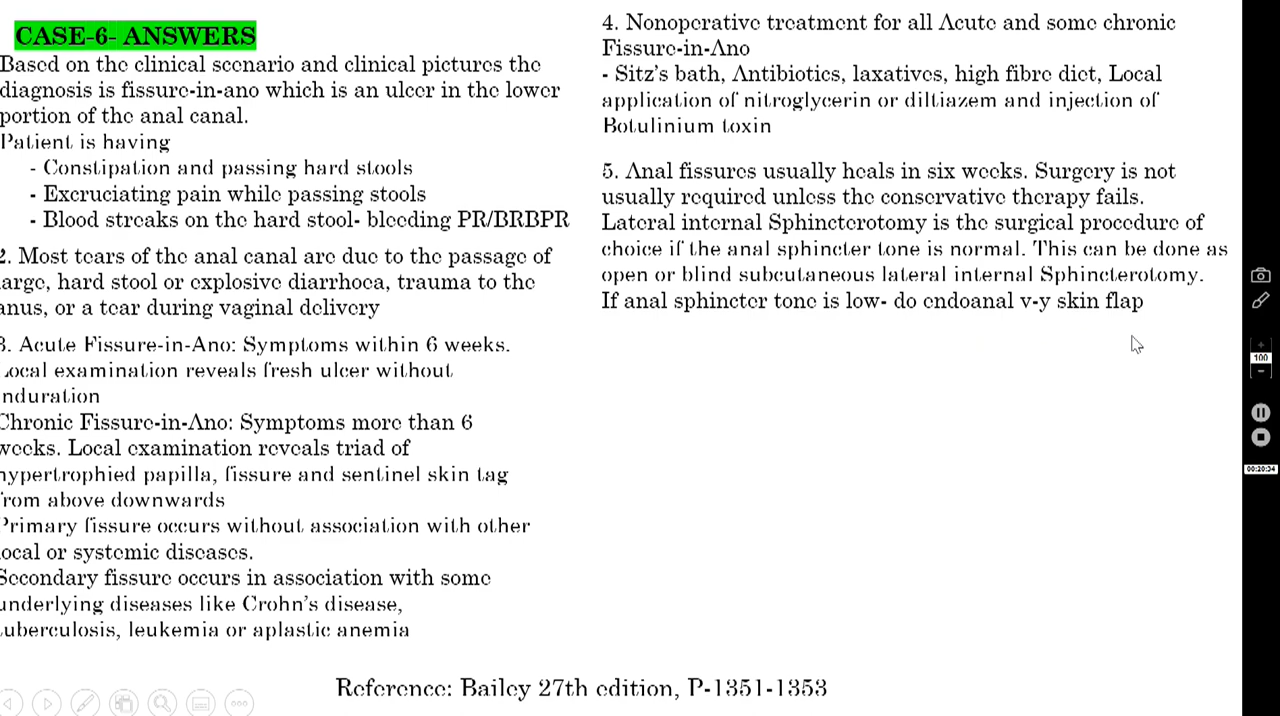 CASE-6- ANSWERS
Based on the clinical scenario and clinical pictures the
diagnosis is fissure-in-ano which is an ulcer in the lower
portion of the anal canal.
Patient is having
- Constipation and passing hard stools
- Excruciating pain while passing stools
- Blood streaks on the hard stool- bleeding PR/BRBPR
2. Most tears of the anal canal are due to the passage of
large, hard stool or explosive diarrhoea, trauma to the
anus, or a tear during vaginal delivery
3. Acute Fissure-in-Ano: Symptoms within 6 weeks.
Local examination reveals fresh ulcer without
induration
Chronic Fissure-in-Ano: Symptoms more than 6
weeks. Local examination reveals triad of
hypertrophied papilla, fissure and sentinel skin tag
from above downwards
Primary fissure occurs without association with other
local or systemic diseases.
Secondary fissure occurs in association with some
underlying diseases like Crohn's disease,
tuberculosis, leukemia or aplastic anemia
4. Nonoperative treatment for all Acute and some chronic
Fissure-in-Ano
- Sitz's bath, Antibiotics, laxatives, high fibre diet, Local
application of nitroglycerin or diltiazem and injection of
Botulinium toxin
5. Anal fissures usually heals in six weeks. Surgery is not
usually required unless the conservative therapy fails.
Lateral internal Sphincterotomy is the surgical procedure of
choice if the anal sphincter tone is normal. This can be done as
open or blind subcutaneous lateral internal Sphincterotomy.
If anal sphincter tone is low- do endoanal v-y skin flap
Reference: Bailey 27th edition, P-1351-1353
100
00:20:34